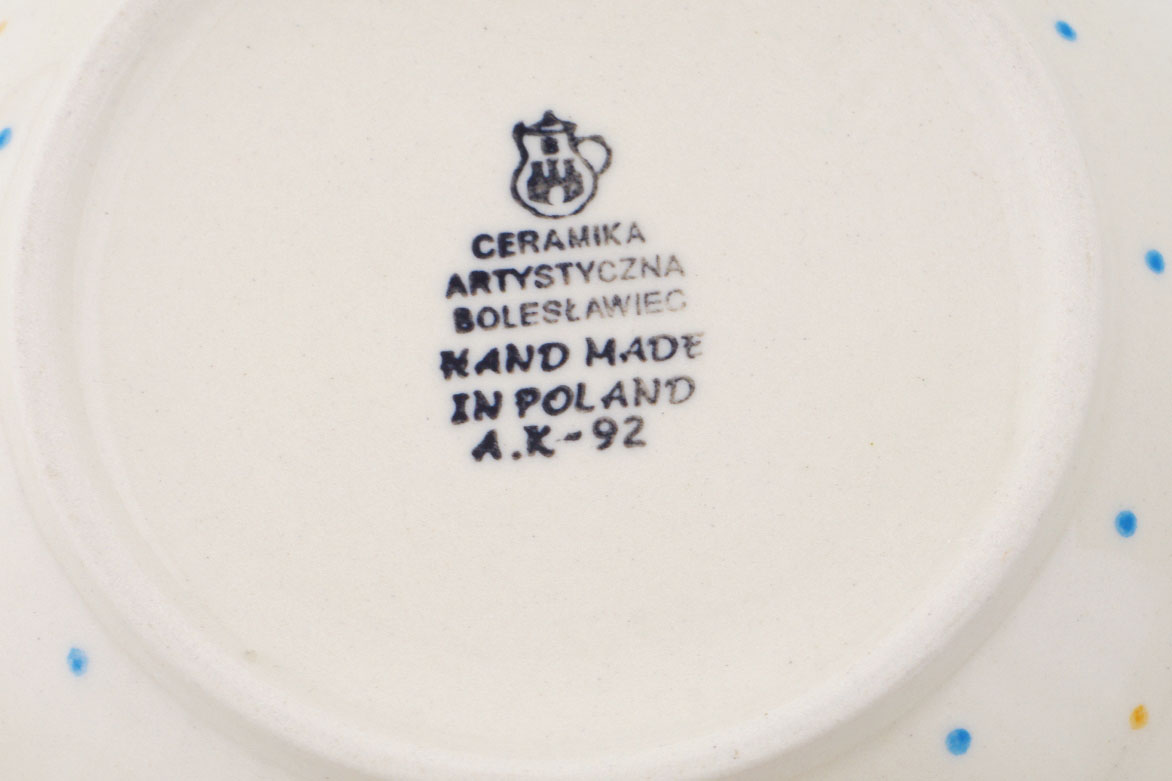 CERAMIKA
ARTYSTYCZNA
BOLESŁAWIEC
HAND MADE
IN POLAND
A.K-92